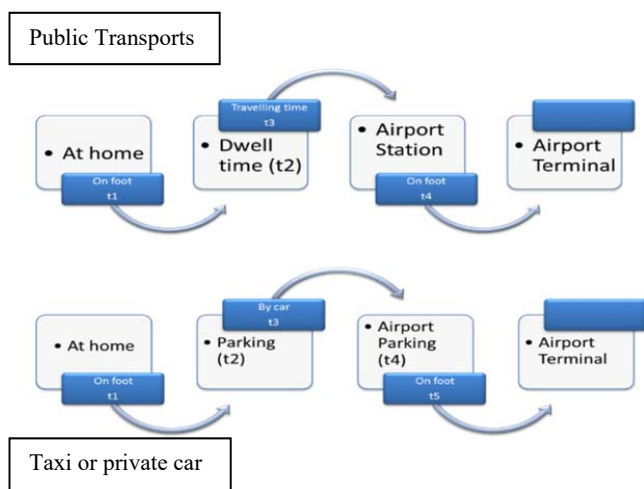 Public Transports
Travelling time
t3
• At home
• Dwell
time (t2)
• Airport
Station
• Airport
Terminal
On foot
t1
On foot
t4
By car
t3
• At home
• Parking
(t2)
• Airport
Parking
(t4)
• Airport
Terminal
On foot
t1
On foot
t5
Taxi or private car